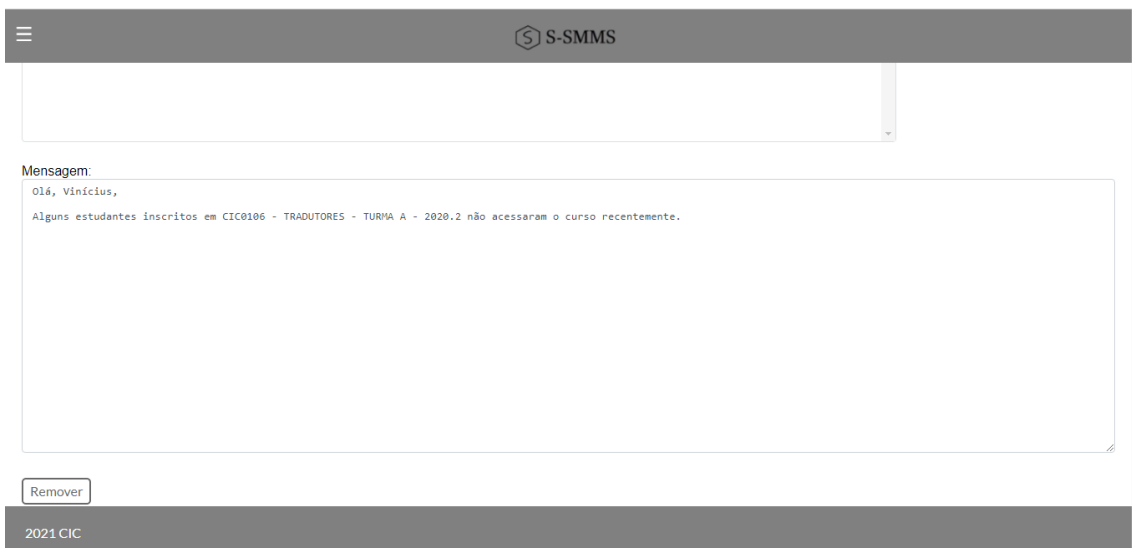 S-SMMS
Mensagem:
Olá, Vinícius,
Alguns estudantes inscritos em CIC0106 - TRADUTORES - TURMA A - 2020.2 não acessaram o curso recentemente.
Remover
2021 CIC